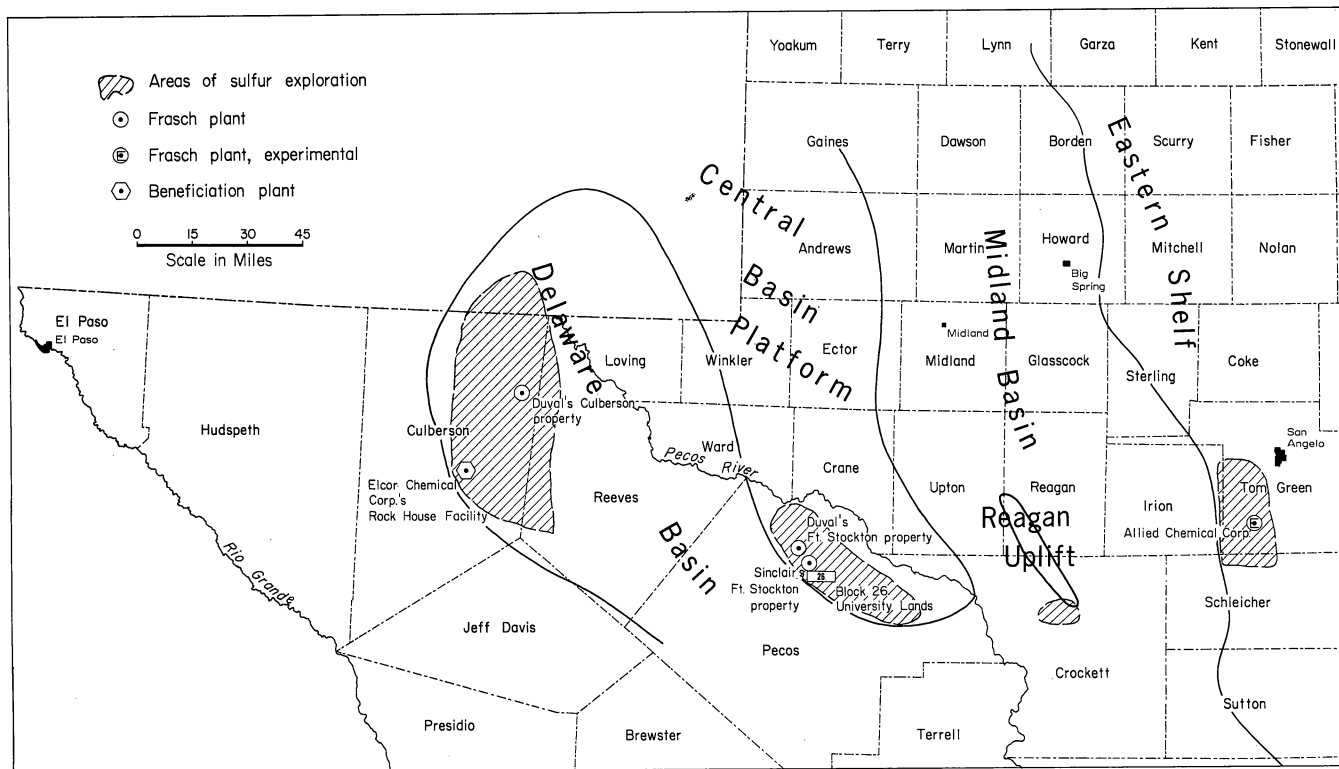 Areas of sulfur exploration
Frasch plant
Frasch plant, experimental
Beneficiation plant
0 15 30 45
Scale in Miles
Yoakum
Terry
Lynn
Garza
Kent
Stonewall
Gaines
Dawson
Borden
Scurry
Fisher
Andrews
Martin
Howard
Big
Spring
Mitchell
Nolan
Central
Basin
Platform
Midland Basin
Eastern Shelf
Delaware
Basin
El Paso
El Paso
Hudspeth
Culberson
Loving
Winkler
Ector
Midland
Midland
Glasscock
Sterling
Coke
Duval's Culberson
property
Elcor Chemical
Corp.'s
Rock House Facility
Reeves
Ward
Pecos River
Crane
Upton
Reagan
Irion
Tom Green
San
Angelo
Allied Chemical Corp.
Reagan
Uplift
Duval's
Ft. Stockton property
Sinclair's
Ft. Stockton
property
26
Block 26
University Lands
Rio Grande
Jeff Davis
Pecos
Schleicher
Crockett
Sutton
Presidio
Brewster
Terrell